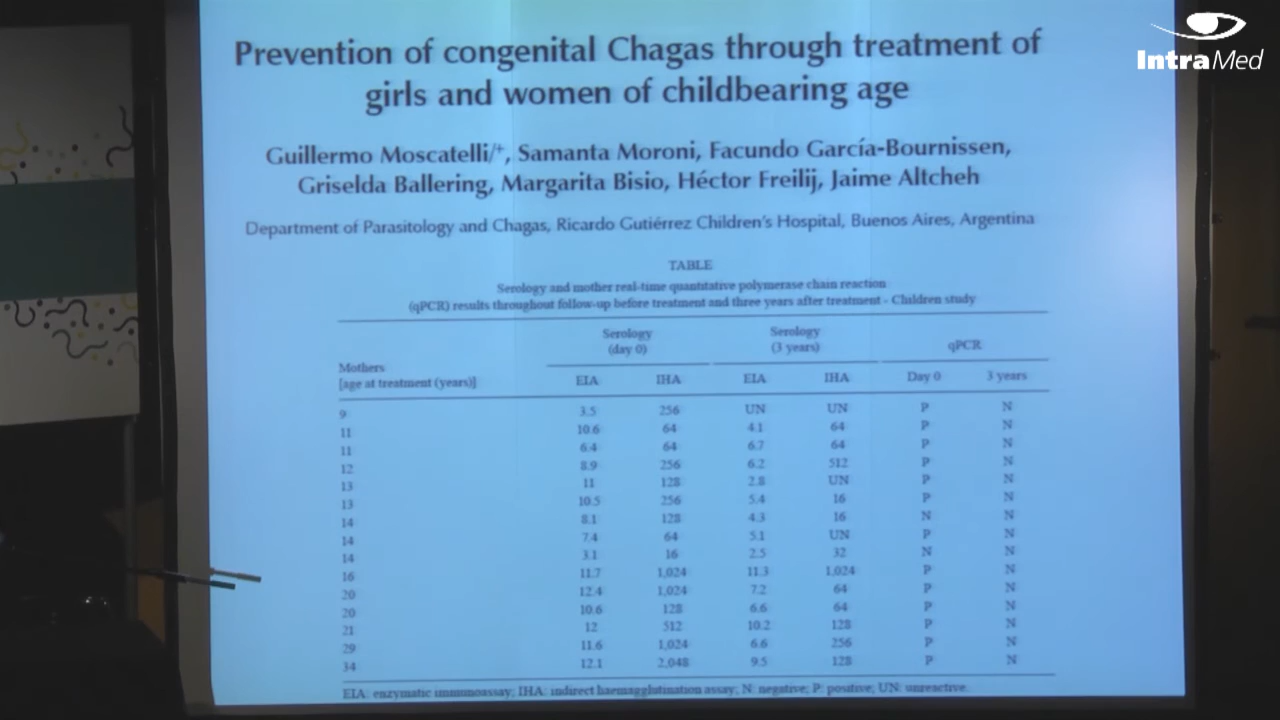 IntraMed
Prevention of congenital Chagas through treatment of
girls and women of childbearing age
Guillermo Moscatelli/+, Samanta Moroni, Facundo García-Bournissen,
Griselda Ballering, Margarita Bisio, Héctor Freilij, Jaime Altcheh
Department of Parasitology and Chagas, Ricardo Gutiérrez Children's Hospital, Buenos Aires, Argentina
TABLE
Serology and mother real-time quantitative polymerase chain reaction
(qPCR) results throughout follow-up before treatment and three years after treatment - Children study
Serology Serology
(day 0) (3 years) qPCR
Mothers
[age at treatment (years)] EIA IHA EIA IHA Day 0 3 years
9 3.5 256 UN UN P N
11 10.6 64 4.1 64 P N
11 6.4 64 6.7 64 P N
12 8.9 256 6.2 512 P N
13 11 128 2.8 UN P N
13 10.5 256 5.4 16 P N
14 8.1 128 4.3 16 N N
14 7.4 64 5.1 UN P N
14 3.1 16 2.5 32 N N
16 11.7 1,024 11.3 1,024 P N
20 12.4 1,024 7.2 64 P N
20 10.6 128 6.6 64 P N
21 12 512 10.2 128 P N
29 11.6 1,024 6.6 256 P N
34 12.1 2,048 9.5 128 P N
EIA: enzymatic immunoassay; IHA: indirect haemagglutination assay; N: negative; P: positive; UN: unreactive.